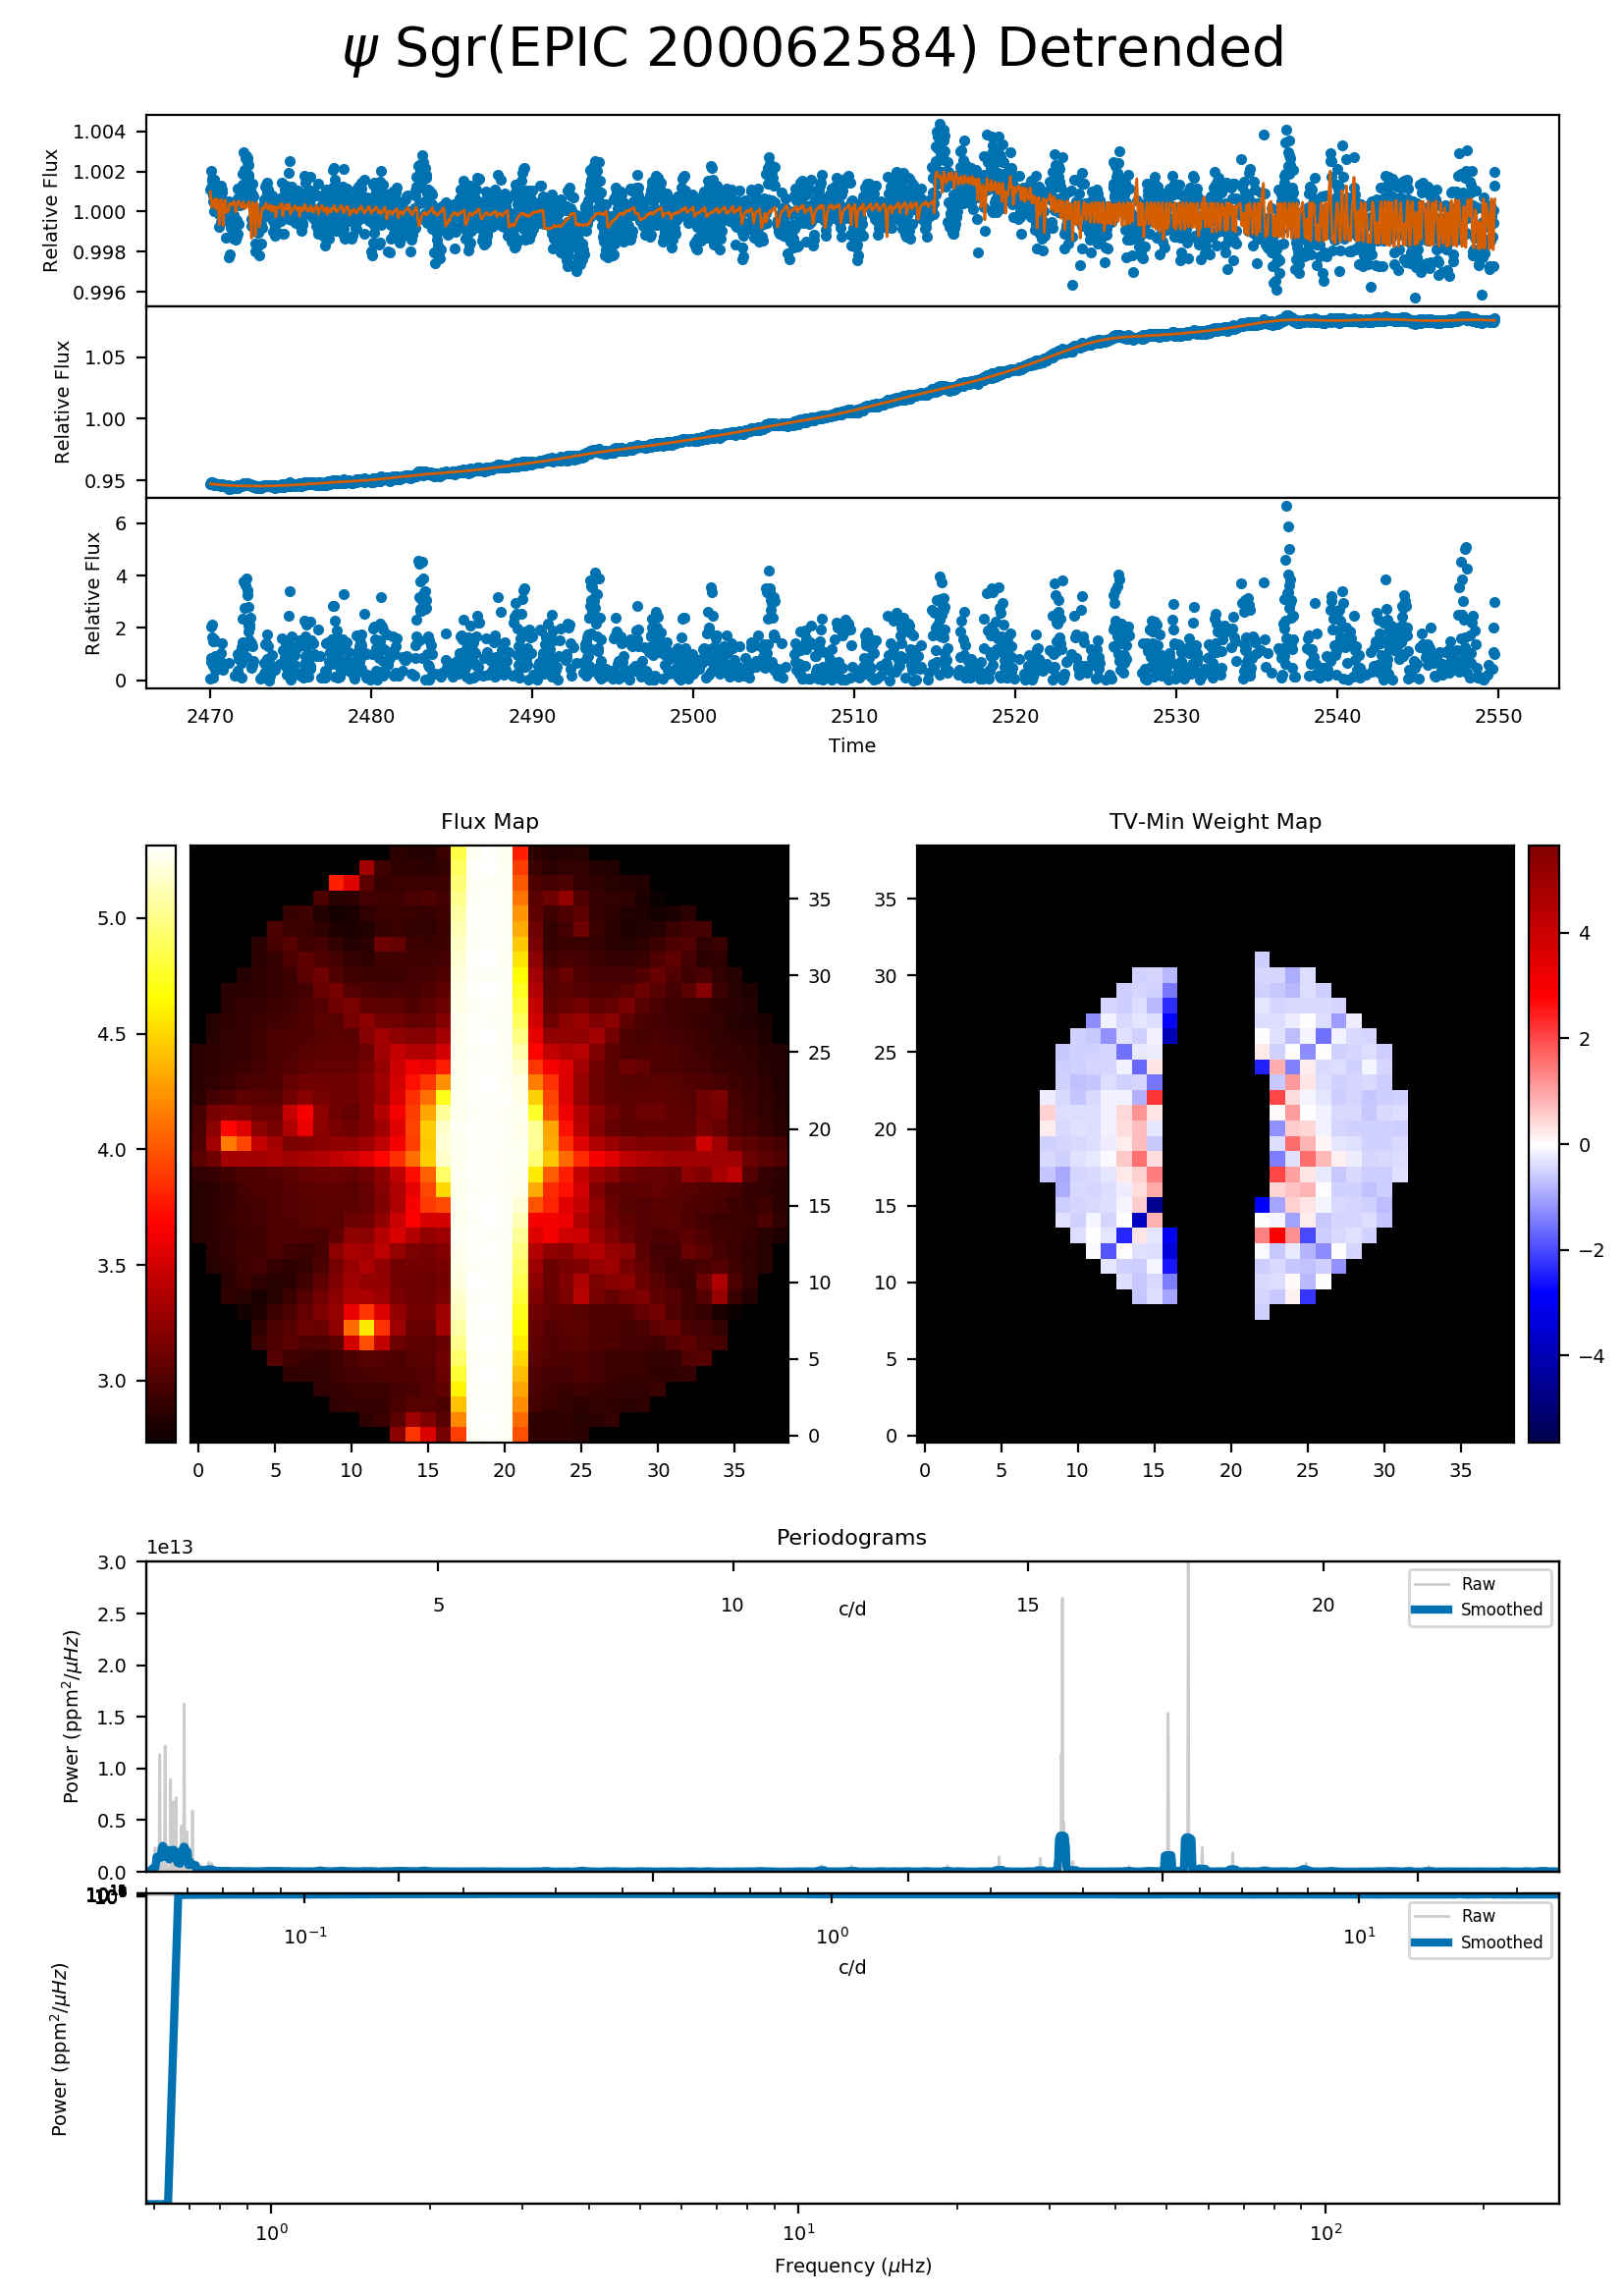 ψ Sgr(EPIC 200062584) Detrended
Relative Flux
1.004
1.002
1.000
0.998
0.996
Relative Flux
1.05
1.00
0.95
Relative Flux
6
4
2
0
2470 2480 2490 2500 2510 2520 2530 2540 2550
Time
Flux Map
5.0
4.5
4.0
3.5
3.0
35
30
25
20
15
10
5
0
0 5 10 15 20 25 30 35
TV-Min Weight Map
35
30
25
20
15
10
5
0
4
2
0
−2
−4
0 5 10 15 20 25 30 35
Periodograms
1e13
Power (ppm²/μHz)
3.0
2.5
2.0
1.5
1.0
0.5
0.0
5 10 15 20
c/d
Raw
Smoothed
Power (ppm²/μHz)
10⁻¹ 10⁰ 10¹
c/d
Raw
Smoothed
10⁰ 10¹ 10²
Frequency (μHz)